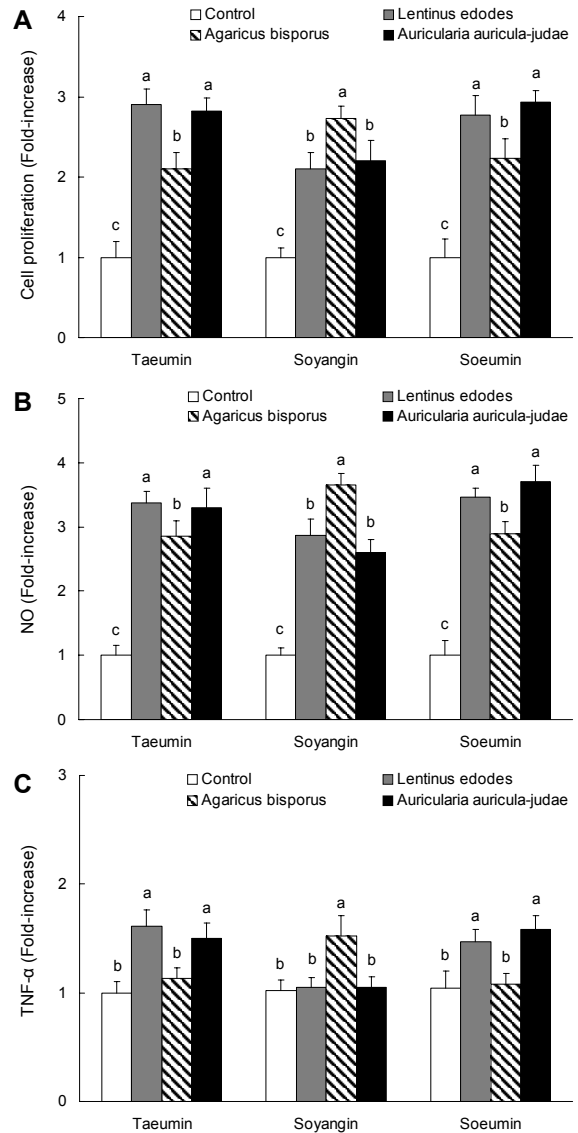 A
Control
Lentinus edodes
Agaricus bisporus
Auricularia auricula-judae
Cell proliferation (Fold-increase)
4
3
2
1
0
c
a
b
a
c
b
a
b
c
a
b
a
Taeumin
Soyangin
Soeumin
B
Control
Lentinus edodes
Agaricus bisporus
Auricularia auricula-judae
NO (Fold-increase)
5
4
3
2
1
0
c
a
b
a
c
b
a
b
c
a
b
a
Taeumin
Soyangin
Soeumin
C
Control
Lentinus edodes
Agaricus bisporus
Auricularia auricula-judae
TNF-α (Fold-increase)
3
2
1
0
b
a
b
a
b
b
a
b
b
a
b
a
Taeumin
Soyangin
Soeumin